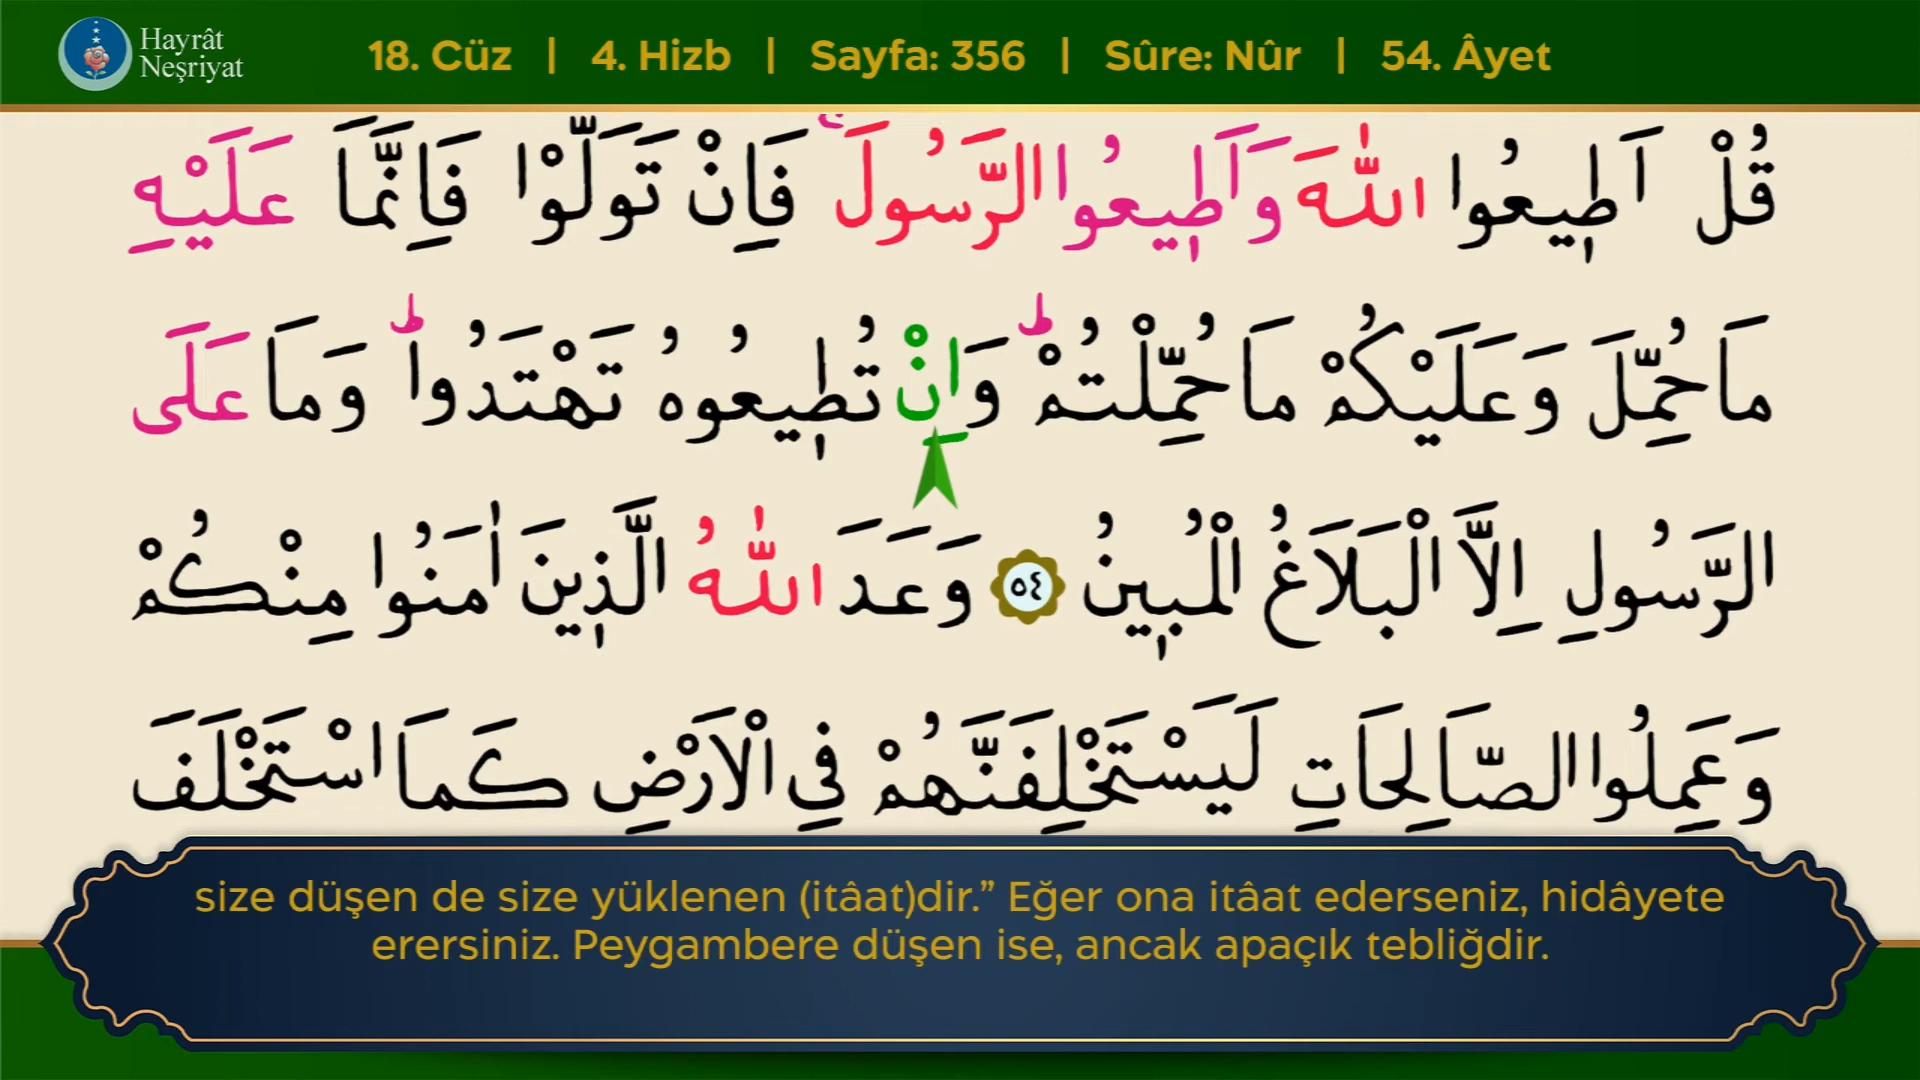 Hayrât
Neşriyat
18. Cüz | 4. Hizb | Sayfa: 356 | Sûre: Nûr | 54. Âyet
قُلْ اَطٖيعُوا اللّٰهَ وَاَطٖيعُوا الرَّسُولَۚ فَاِنْ تَوَلَّوْا فَاِنَّمَا عَلَيْهِ
مَا حُمِّلَ وَعَلَيْكُمْ مَا حُمِّلْتُمْؕ وَاِنْ تُطٖيعُوهُ تَهْتَدُواؕ وَمَا عَلَى
الرَّسُولِ اِلَّا الْبَلَاغُ الْمُبٖينُ ٥٤ وَعَدَ اللّٰهُ الَّذٖينَ اٰمَنُوا مِنْكُمْ
وَعَمِلُوا الصَّالِحَاتِ لَيَسْتَخْلِفَنَّهُمْ فِي الْاَرْضِ كَمَا اسْتَخْلَفَ
size düşen de size yüklenen (itâat)dir.” Eğer ona itâat ederseniz, hidâyete
erersiniz. Peygambere düşen ise, ancak apaçık tebliğdir.